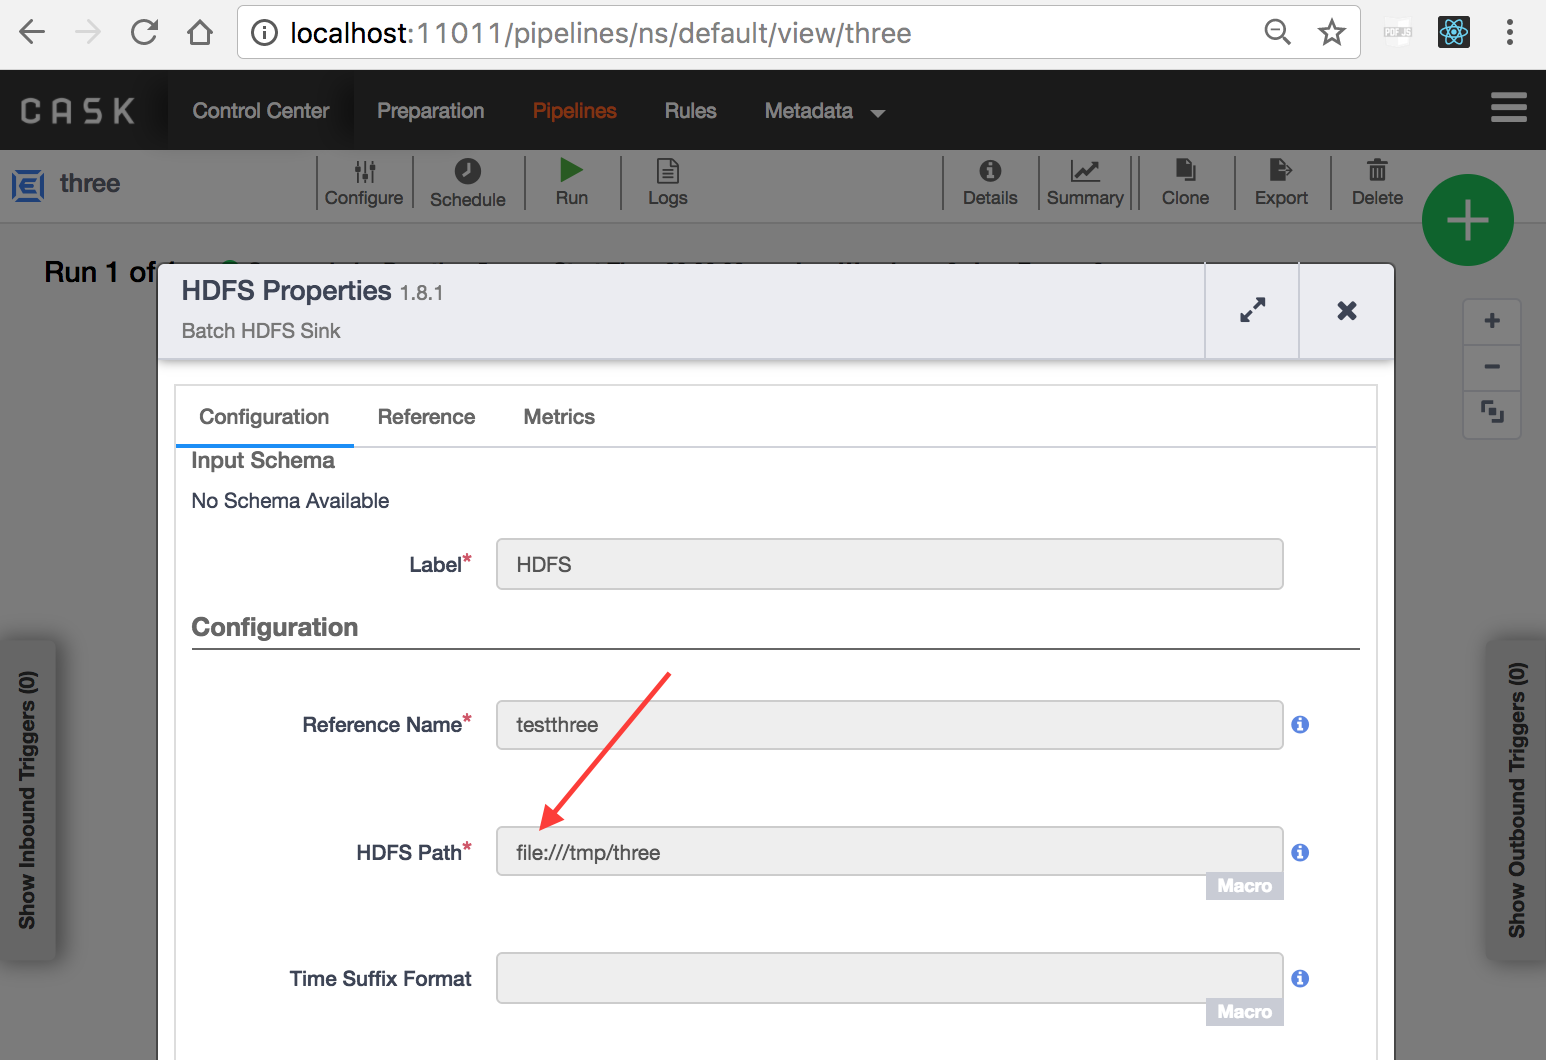 localhost:11011/pipelines/ns/default/view/three
CASK Control Center Preparation Pipelines Rules Metadata
three Configure Schedule Run Logs Details Summary Clone Export Delete
Run 1 of
HDFS Properties 1.8.1
Batch HDFS Sink
Configuration Reference Metrics
Input Schema
No Schema Available
Label* HDFS
Configuration
Reference Name* testthree
HDFS Path* file:///tmp/three
Macro
Time Suffix Format
Macro
Show Inbound Triggers (0)
Show Outbound Triggers (0)